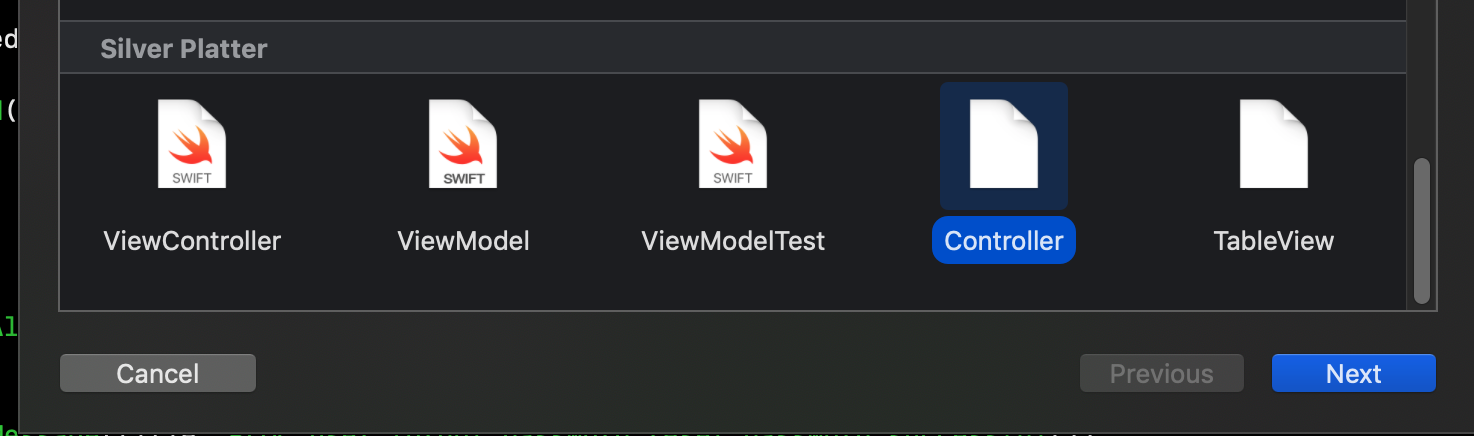 ed
Silver Platter
(
SWIFT SWIFT SWIFT
ViewController ViewModel ViewModelTest Controller TableView
Al
Cancel Previous Next